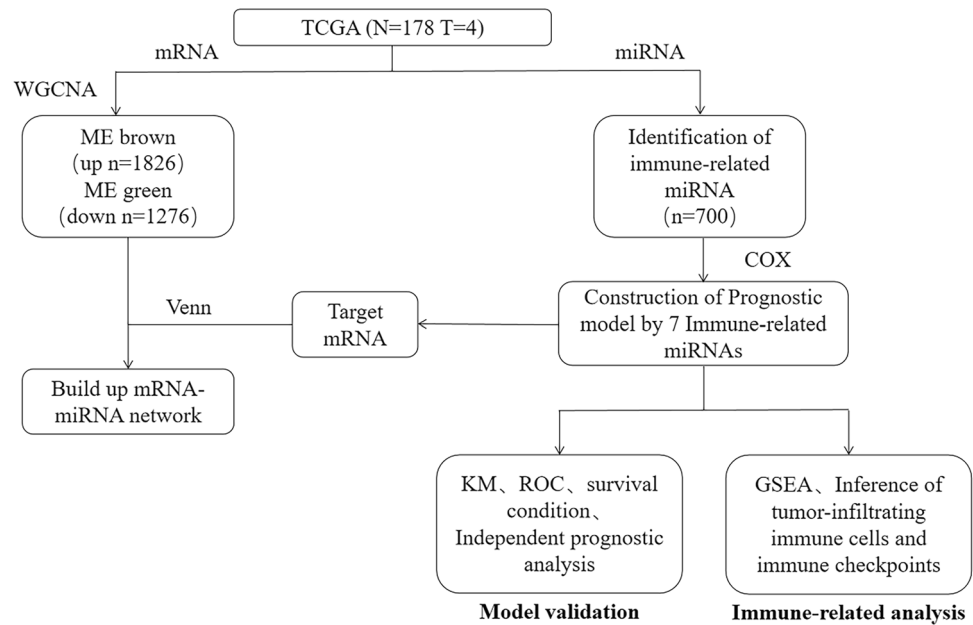 TCGA (N=178 T=4)
mRNA
miRNA
WGCNA
ME brown
（up n=1826)
ME green
（down n=1276)
Identification of
immune-related
miRNA
（n=700）
COX
Construction of Prognostic
model by 7 Immune-related
miRNAs
Venn
Target
mRNA
Build up mRNA-
miRNA network
KM、ROC、survival
condition、
Independent prognostic
analysis
GSEA、Inference of
tumor-infiltrating
immune cells and
immune checkpoints
Model validation
Immune-related analysis